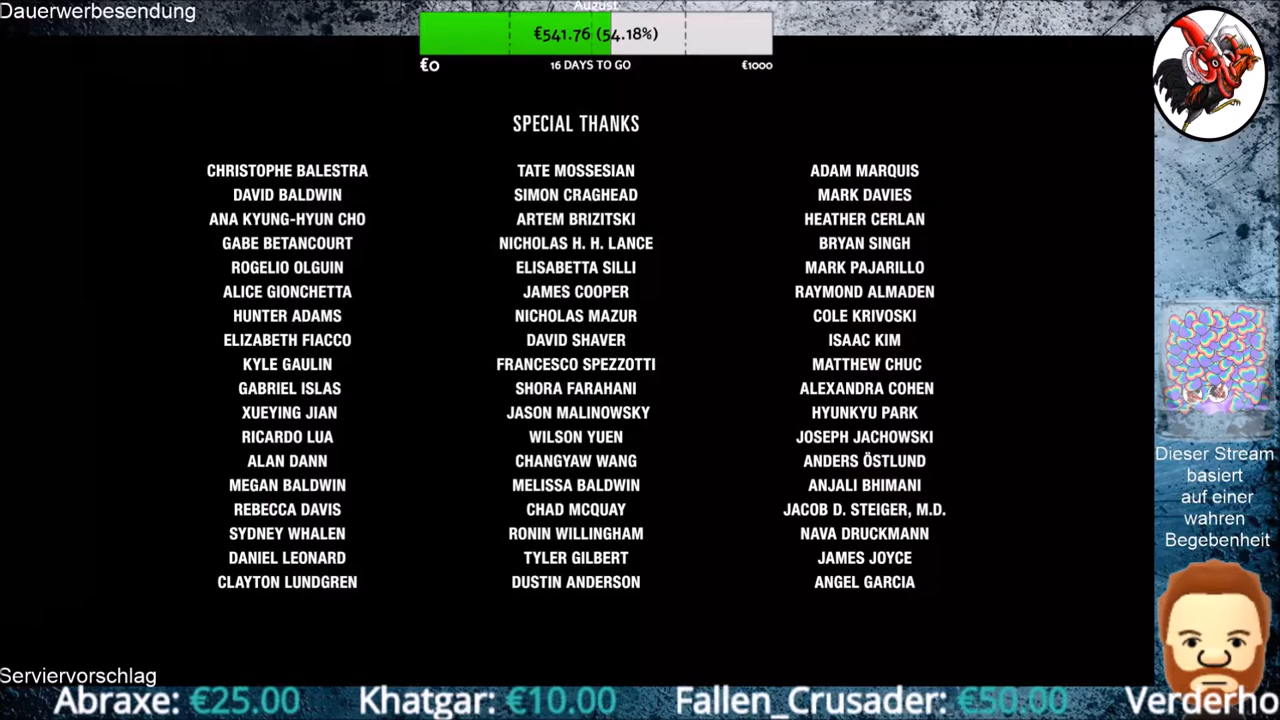 Dauerwerbesendung
August
€541.76 (54.18%)
€0
16 DAYS TO GO
€1000
SPECIAL THANKS
CHRISTOPHE BALESTRA
DAVID BALDWIN
ANA KYUNG-HYUN CHO
GABE BETANCOURT
ROGELIO OLGUIN
ALICE GIONCHETTA
HUNTER ADAMS
ELIZABETH FIACCO
KYLE GAULIN
GABRIEL ISLAS
XUEYING JIAN
RICARDO LUA
ALAN DANN
MEGAN BALDWIN
REBECCA DAVIS
SYDNEY WHALEN
DANIEL LEONARD
CLAYTON LUNDGREN
TATE MOSSESIAN
SIMON CRAGHEAD
ARTEM BRIZITSKI
NICHOLAS H. H. LANCE
ELISABETTA SILLI
JAMES COOPER
NICHOLAS MAZUR
DAVID SHAVER
FRANCESCO SPEZZOTTI
SHORA FARAHANI
JASON MALINOWSKY
WILSON YUEN
CHANGYAW WANG
MELISSA BALDWIN
CHAD MCQUAY
RONIN WILLINGHAM
TYLER GILBERT
DUSTIN ANDERSON
ADAM MARQUIS
MARK DAVIES
HEATHER CERLAN
BRYAN SINGH
MARK PAJARILLO
RAYMOND ALMADEN
COLE KRIVOSKI
ISAAC KIM
MATTHEW CHUC
ALEXANDRA COHEN
HYUNKYU PARK
JOSEPH JACHOWSKI
ANDERS ÖSTLUND
ANJALI BHIMANI
JACOB D. STEIGER, M.D.
NAVA DRUCKMANN
JAMES JOYCE
ANGEL GARCIA
Dieser Stream
basiert
auf einer
wahren
Begebenheit
Serviervorschlag
Abraxe: €25.00 Khatgar: €10.00 Fallen_Crusader: €50.00 Verderho